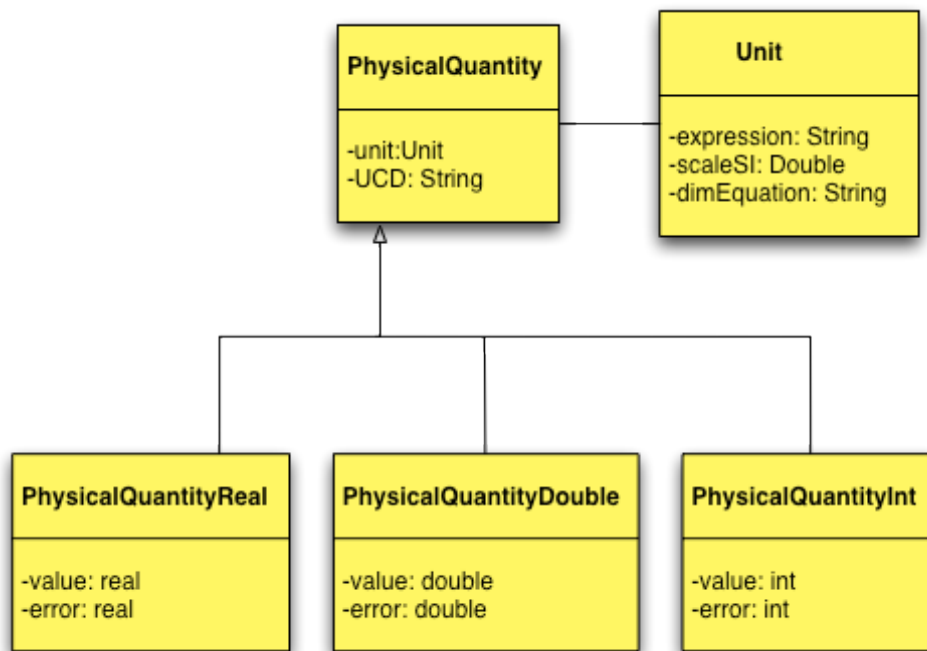 PhysicalQuantity
-unit:Unit
-UCD: String
Unit
-expression: String
-scaleSI: Double
-dimEquation: String
PhysicalQuantityReal
-value: real
-error: real
PhysicalQuantityDouble
-value: double
-error: double
PhysicalQuantityInt
-value: int
-error: int